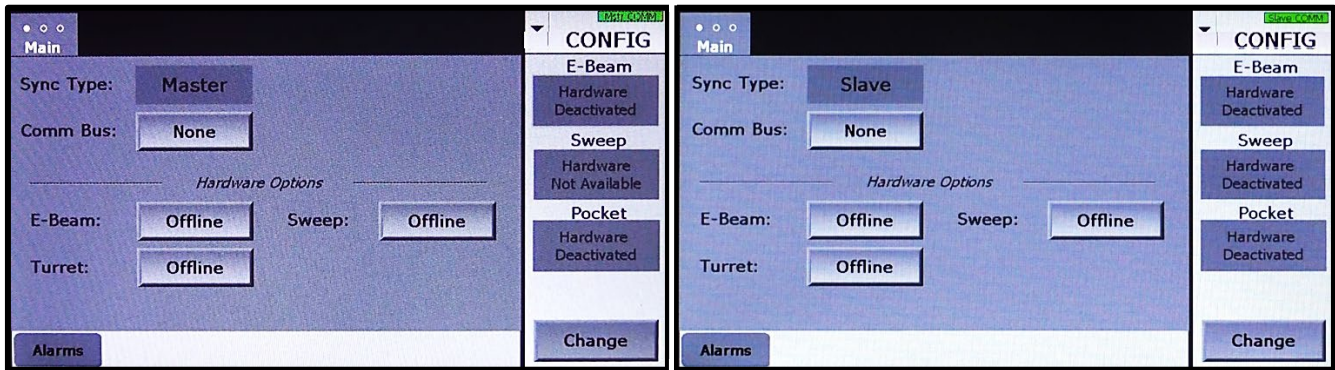 Main
Mstr COMM
CONFIG
Sync Type: Master
Comm Bus: None
Hardware Options
E-Beam: Offline Sweep: Offline
Turret: Offline
Alarms
E-Beam
Hardware
Deactivated
Sweep
Hardware
Not Available
Pocket
Hardware
Deactivated
Change
Main
Slave COMM
CONFIG
Sync Type: Slave
Comm Bus: None
Hardware Options
E-Beam: Offline Sweep: Offline
Turret: Offline
Alarms
E-Beam
Hardware
Deactivated
Sweep
Hardware
Deactivated
Pocket
Hardware
Deactivated
Change